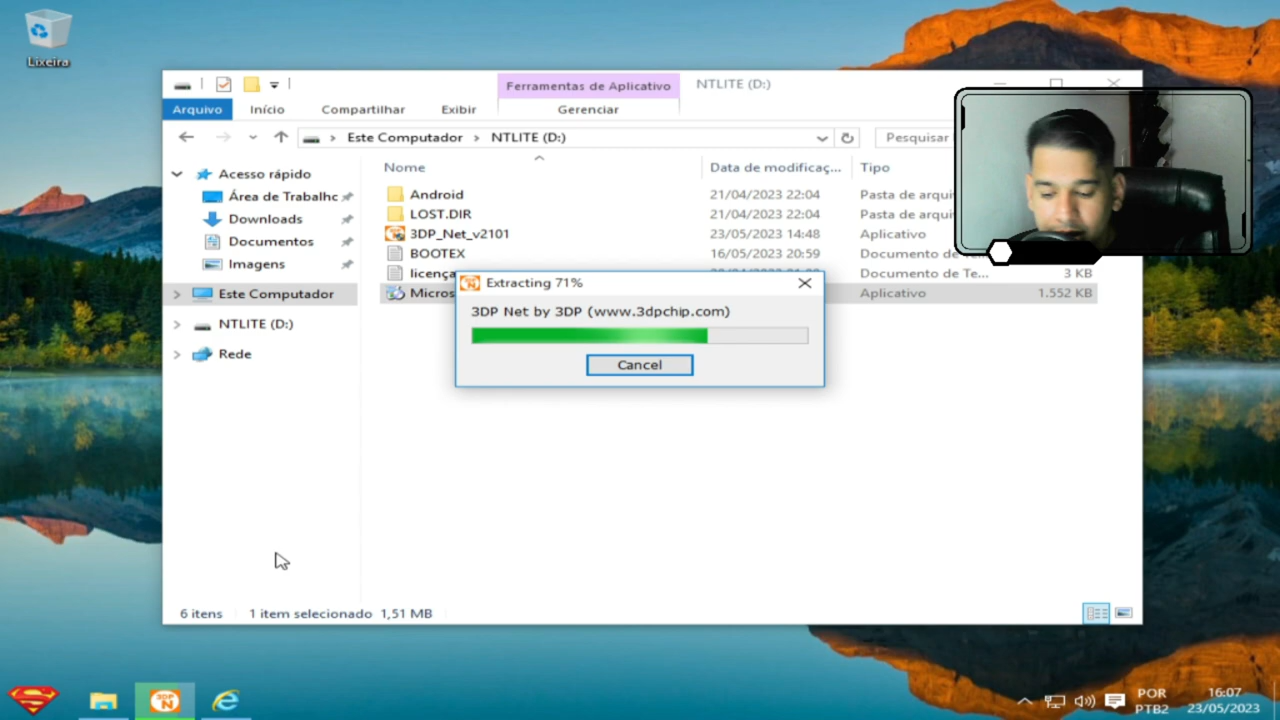 Lixeira
Ferramentas de Aplicativo
NTLITE (D:)
Arquivo
Início
Compartilhar
Exibir
Gerenciar
Este Computador
NTLITE (D:)
Pesquisar
Nome
Data de modificaç...
Tipo
Acesso rápido
Área de Trabalho
Downloads
Documentos
Imagens
Este Computador
NTLITE (D:)
Rede
Android 21/04/2023 22:04 Pasta de arqui
LOST.DIR 21/04/2023 22:04 Pasta de arqui
3DP_Net_v2101 23/05/2023 14:48 Aplicativo
BOOTEX 16/05/2023 20:59 Documento de
licença Documento de Te... 3 KB
Micros Aplicativo 1.552 KB
Extracting 71%
3DP Net by 3DP (www.3dpchip.com)
Cancel
6 itens
1 item selecionado 1,51 MB
3DP
N
POR
PTB2
16:07
23/05/2023